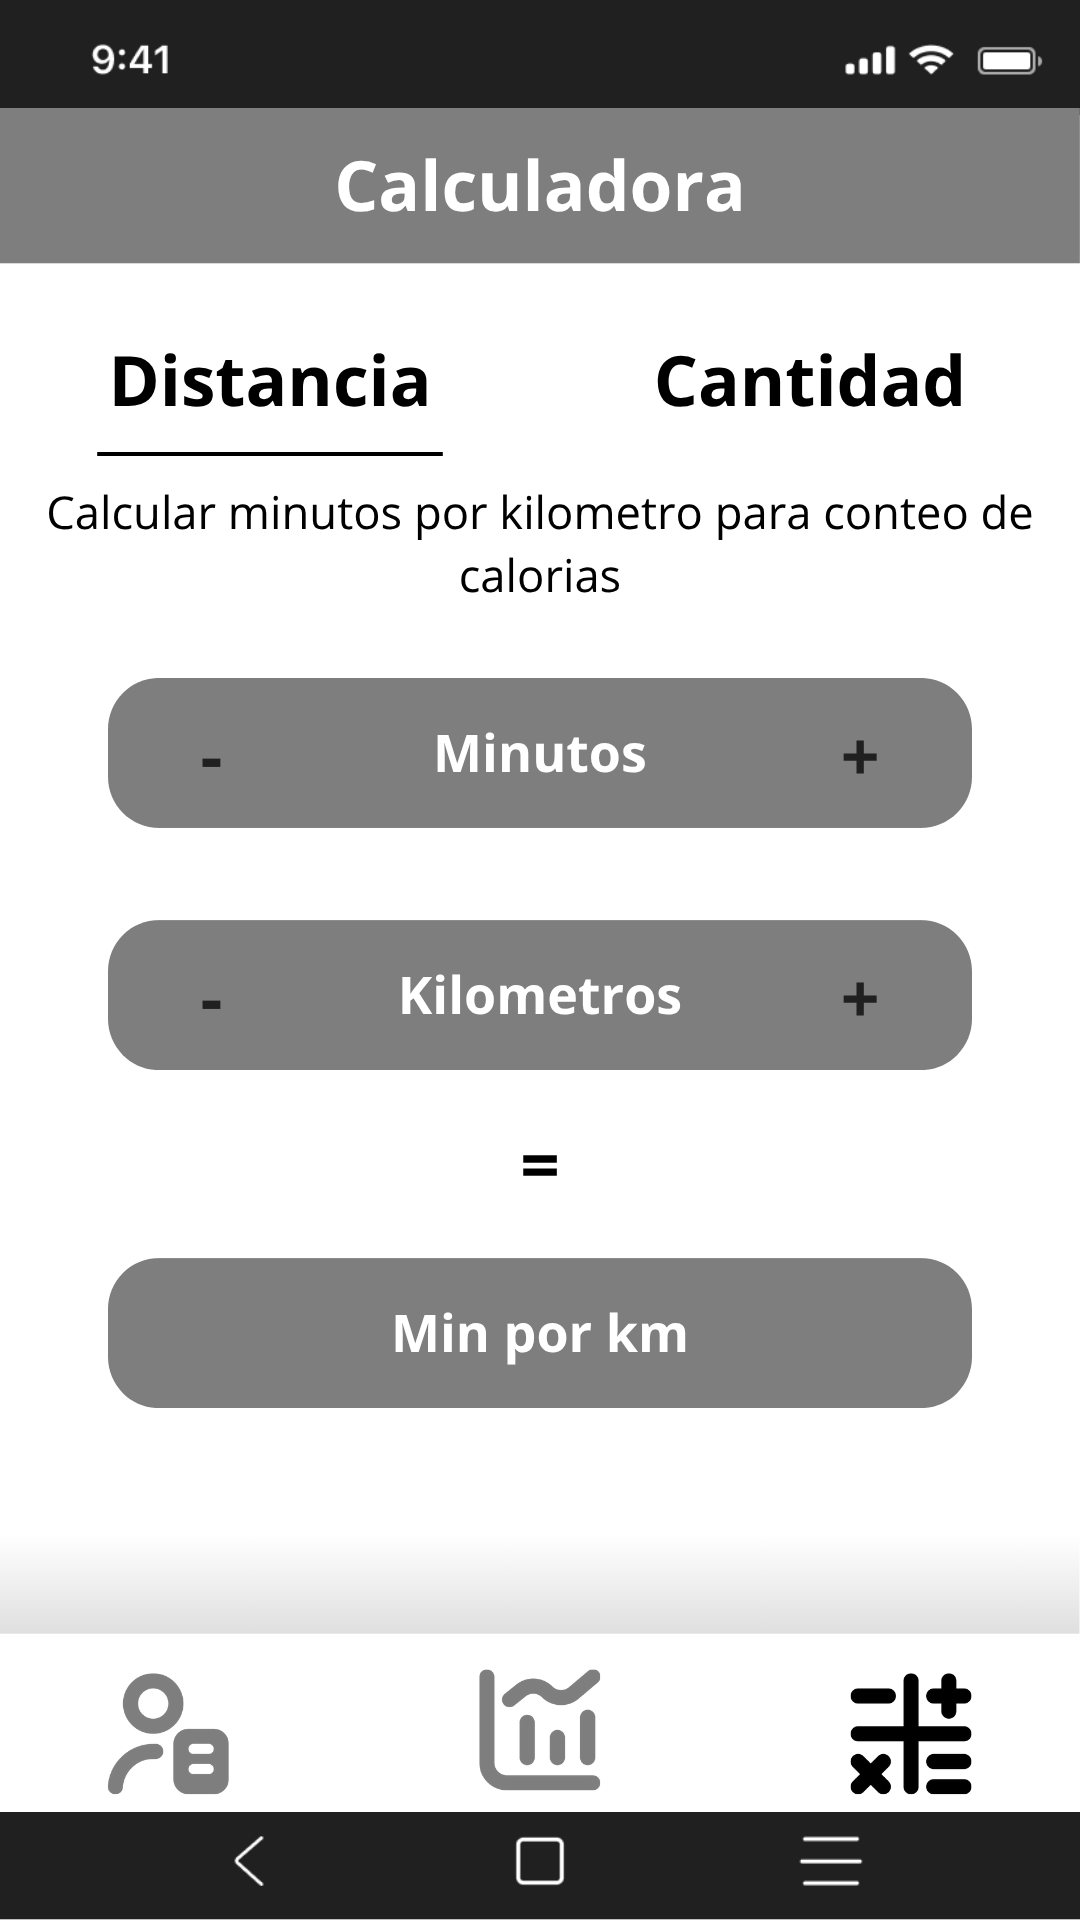 9:41
Calculadora
Distancia Cantidad
Calcular minutos por kilometro para conteo de
calorias
- Minutos +
- Kilometros +
=
Min por km